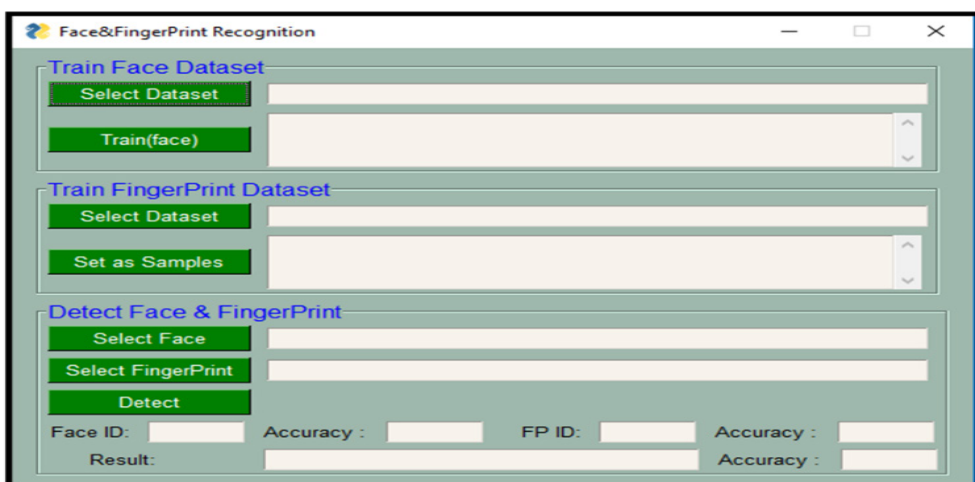 Face&FingerPrint Recognition
Train Face Dataset
Select Dataset
Train(face)
Train FingerPrint Dataset
Select Dataset
Set as Samples
Detect Face & FingerPrint
Select Face
Select FingerPrint
Detect
Face ID: Accuracy : FP ID: Accuracy :
Result: Accuracy :